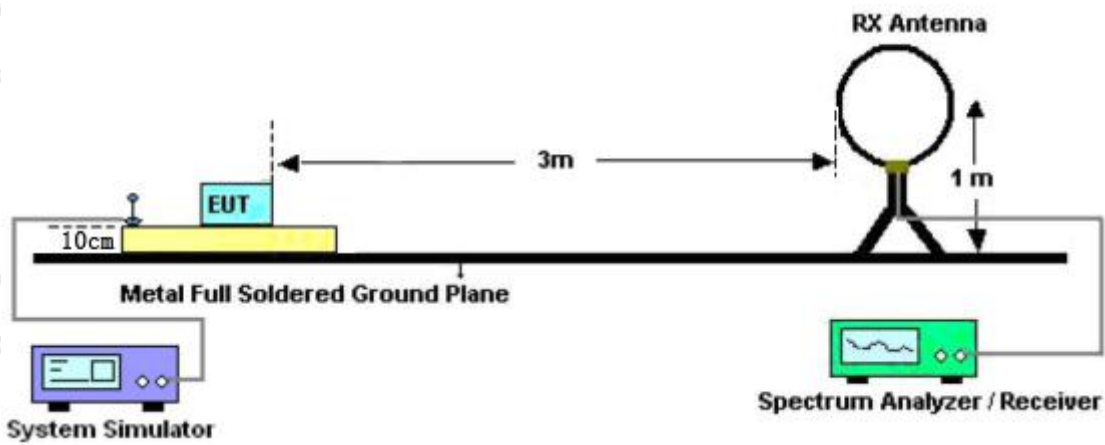 RX Antenna
3m
1 m
EUT
10cm
Metal Full Soldered Ground Plane
System Simulator
Spectrum Analyzer / Receiver